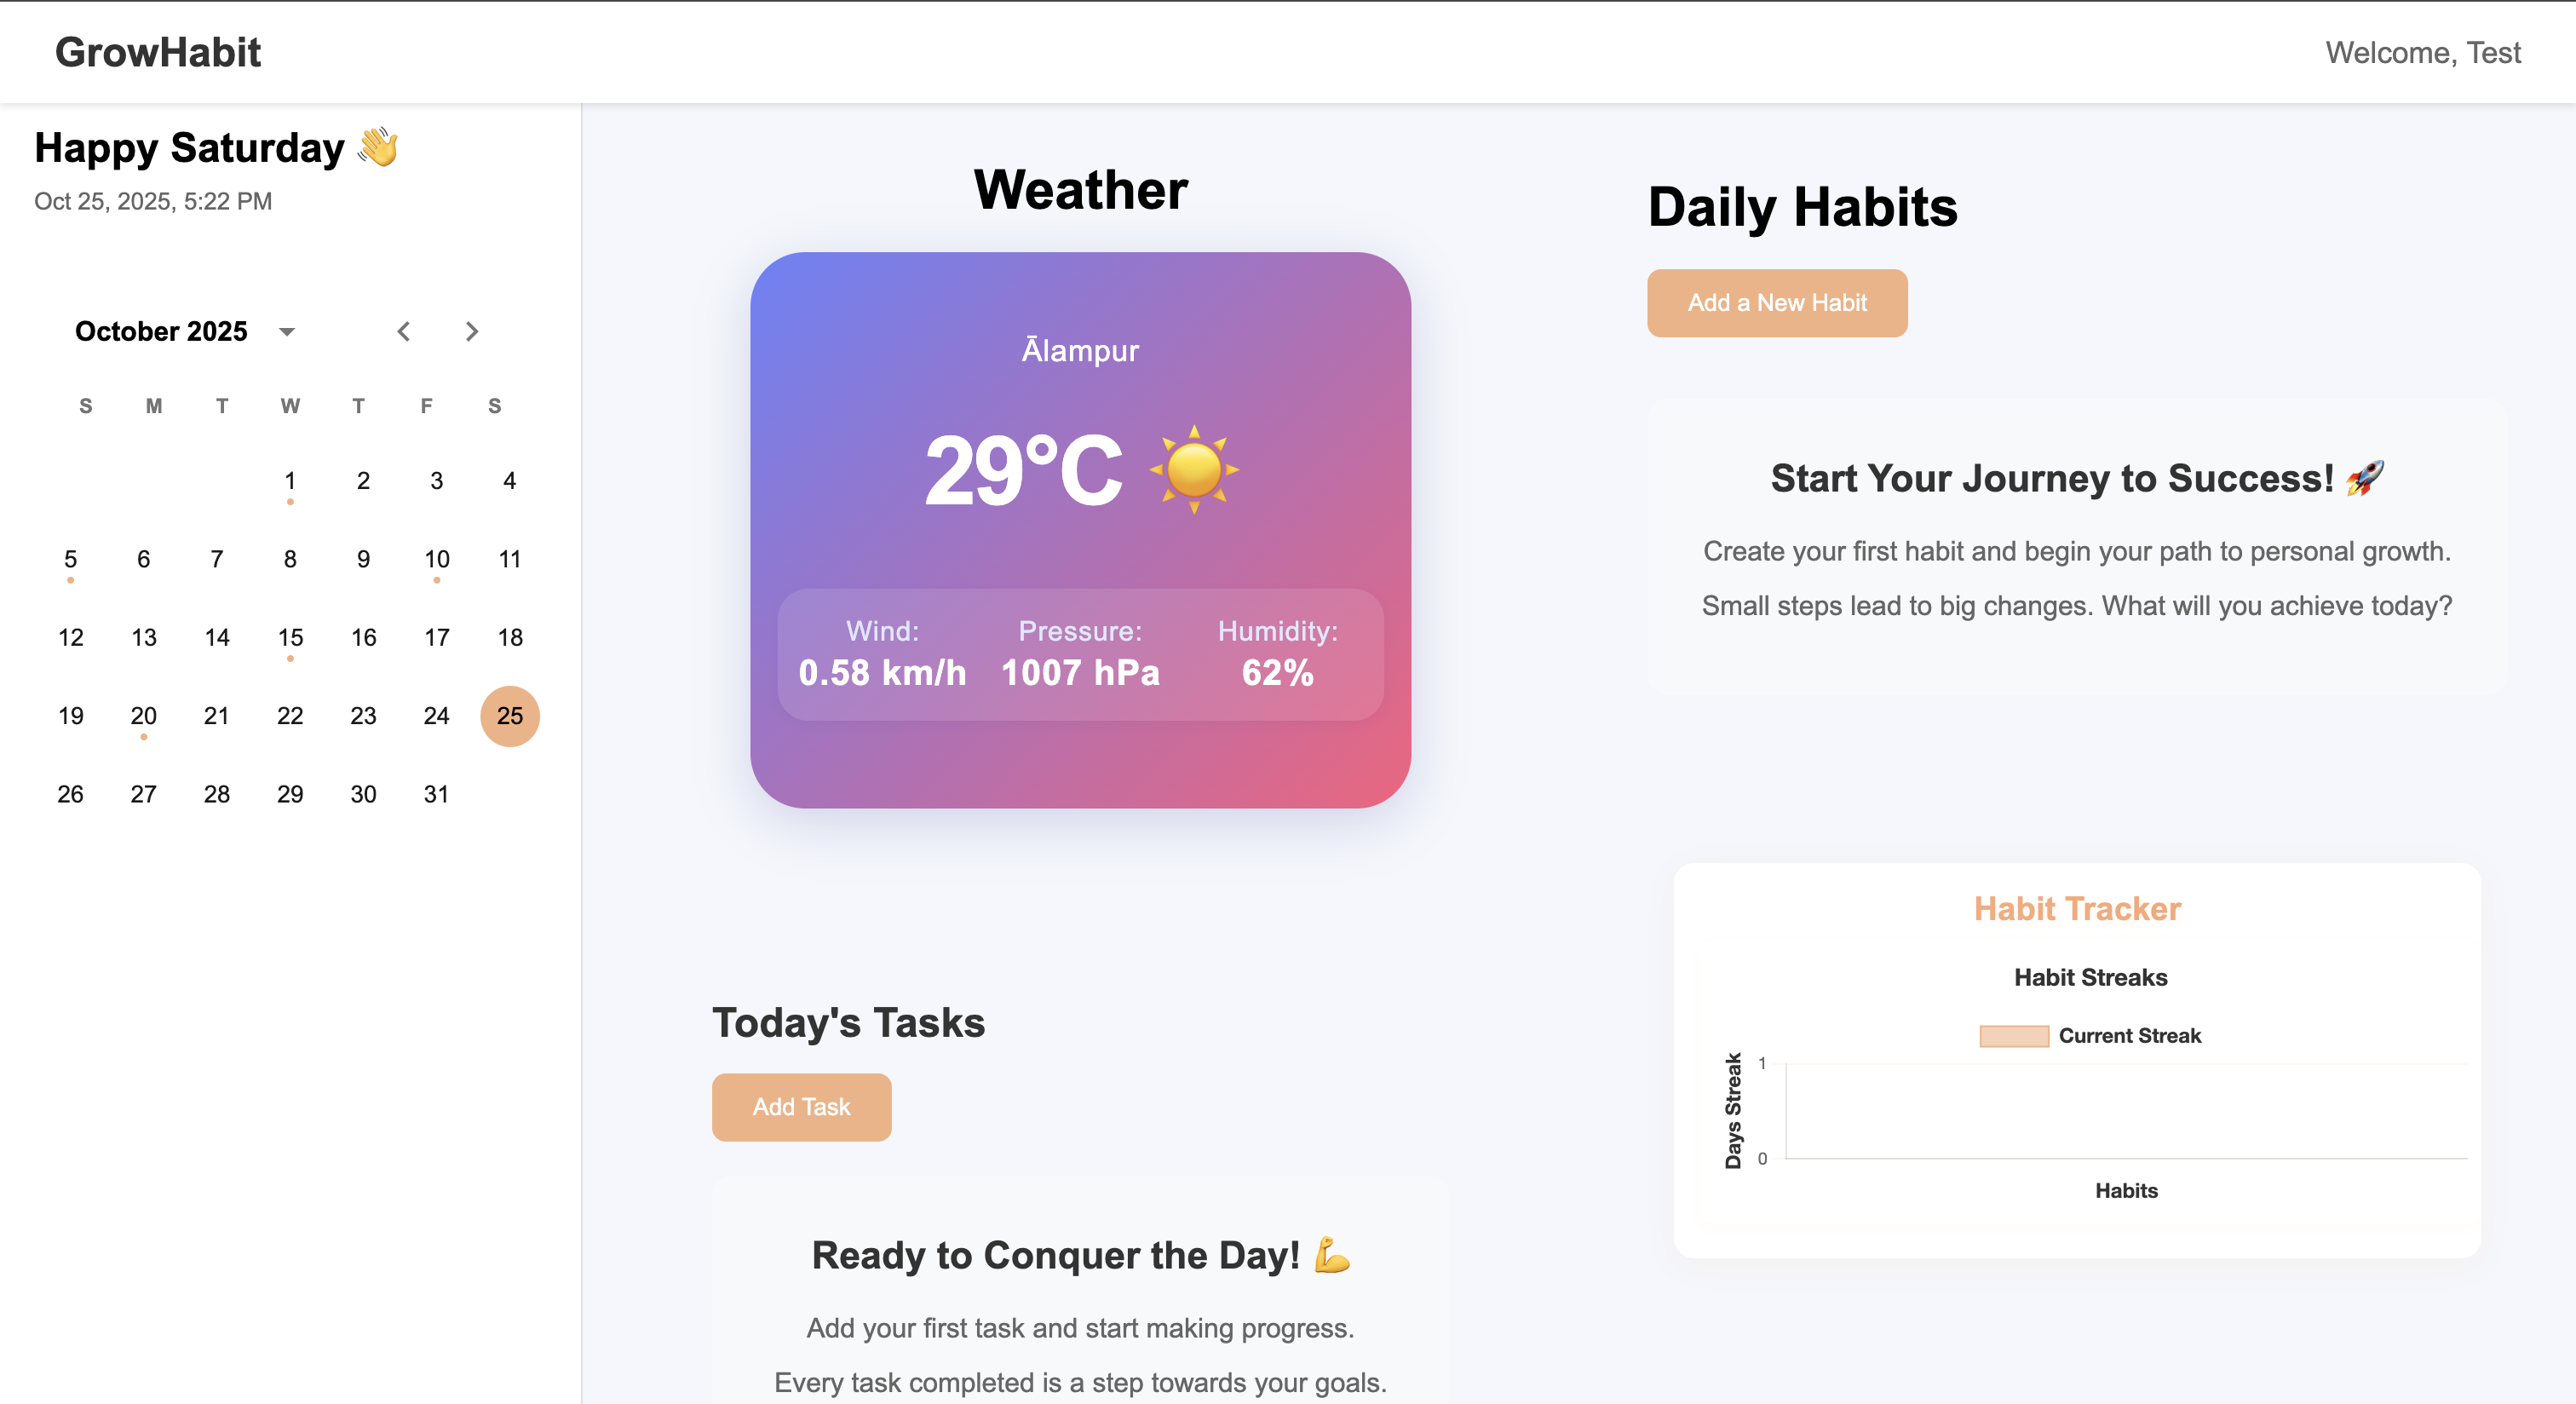 GrowHabit
Welcome, Test
Happy Saturday 👋
Oct 25, 2025, 5:22 PM
October 2025
S M T W T F S
1 2 3 4
5 6 7 8 9 10 11
12 13 14 15 16 17 18
19 20 21 22 23 24 25
26 27 28 29 30 31
Weather
Ālampur
29°C ☀️
Wind: Pressure: Humidity:
0.58 km/h 1007 hPa 62%
Today's Tasks
Add Task
Ready to Conquer the Day! 💪
Add your first task and start making progress.
Every task completed is a step towards your goals.
Daily Habits
Add a New Habit
Start Your Journey to Success! 🚀
Create your first habit and begin your path to personal growth.
Small steps lead to big changes. What will you achieve today?
Habit Tracker
Habit Streaks
Current Streak
Days Streak
1
0
Habits